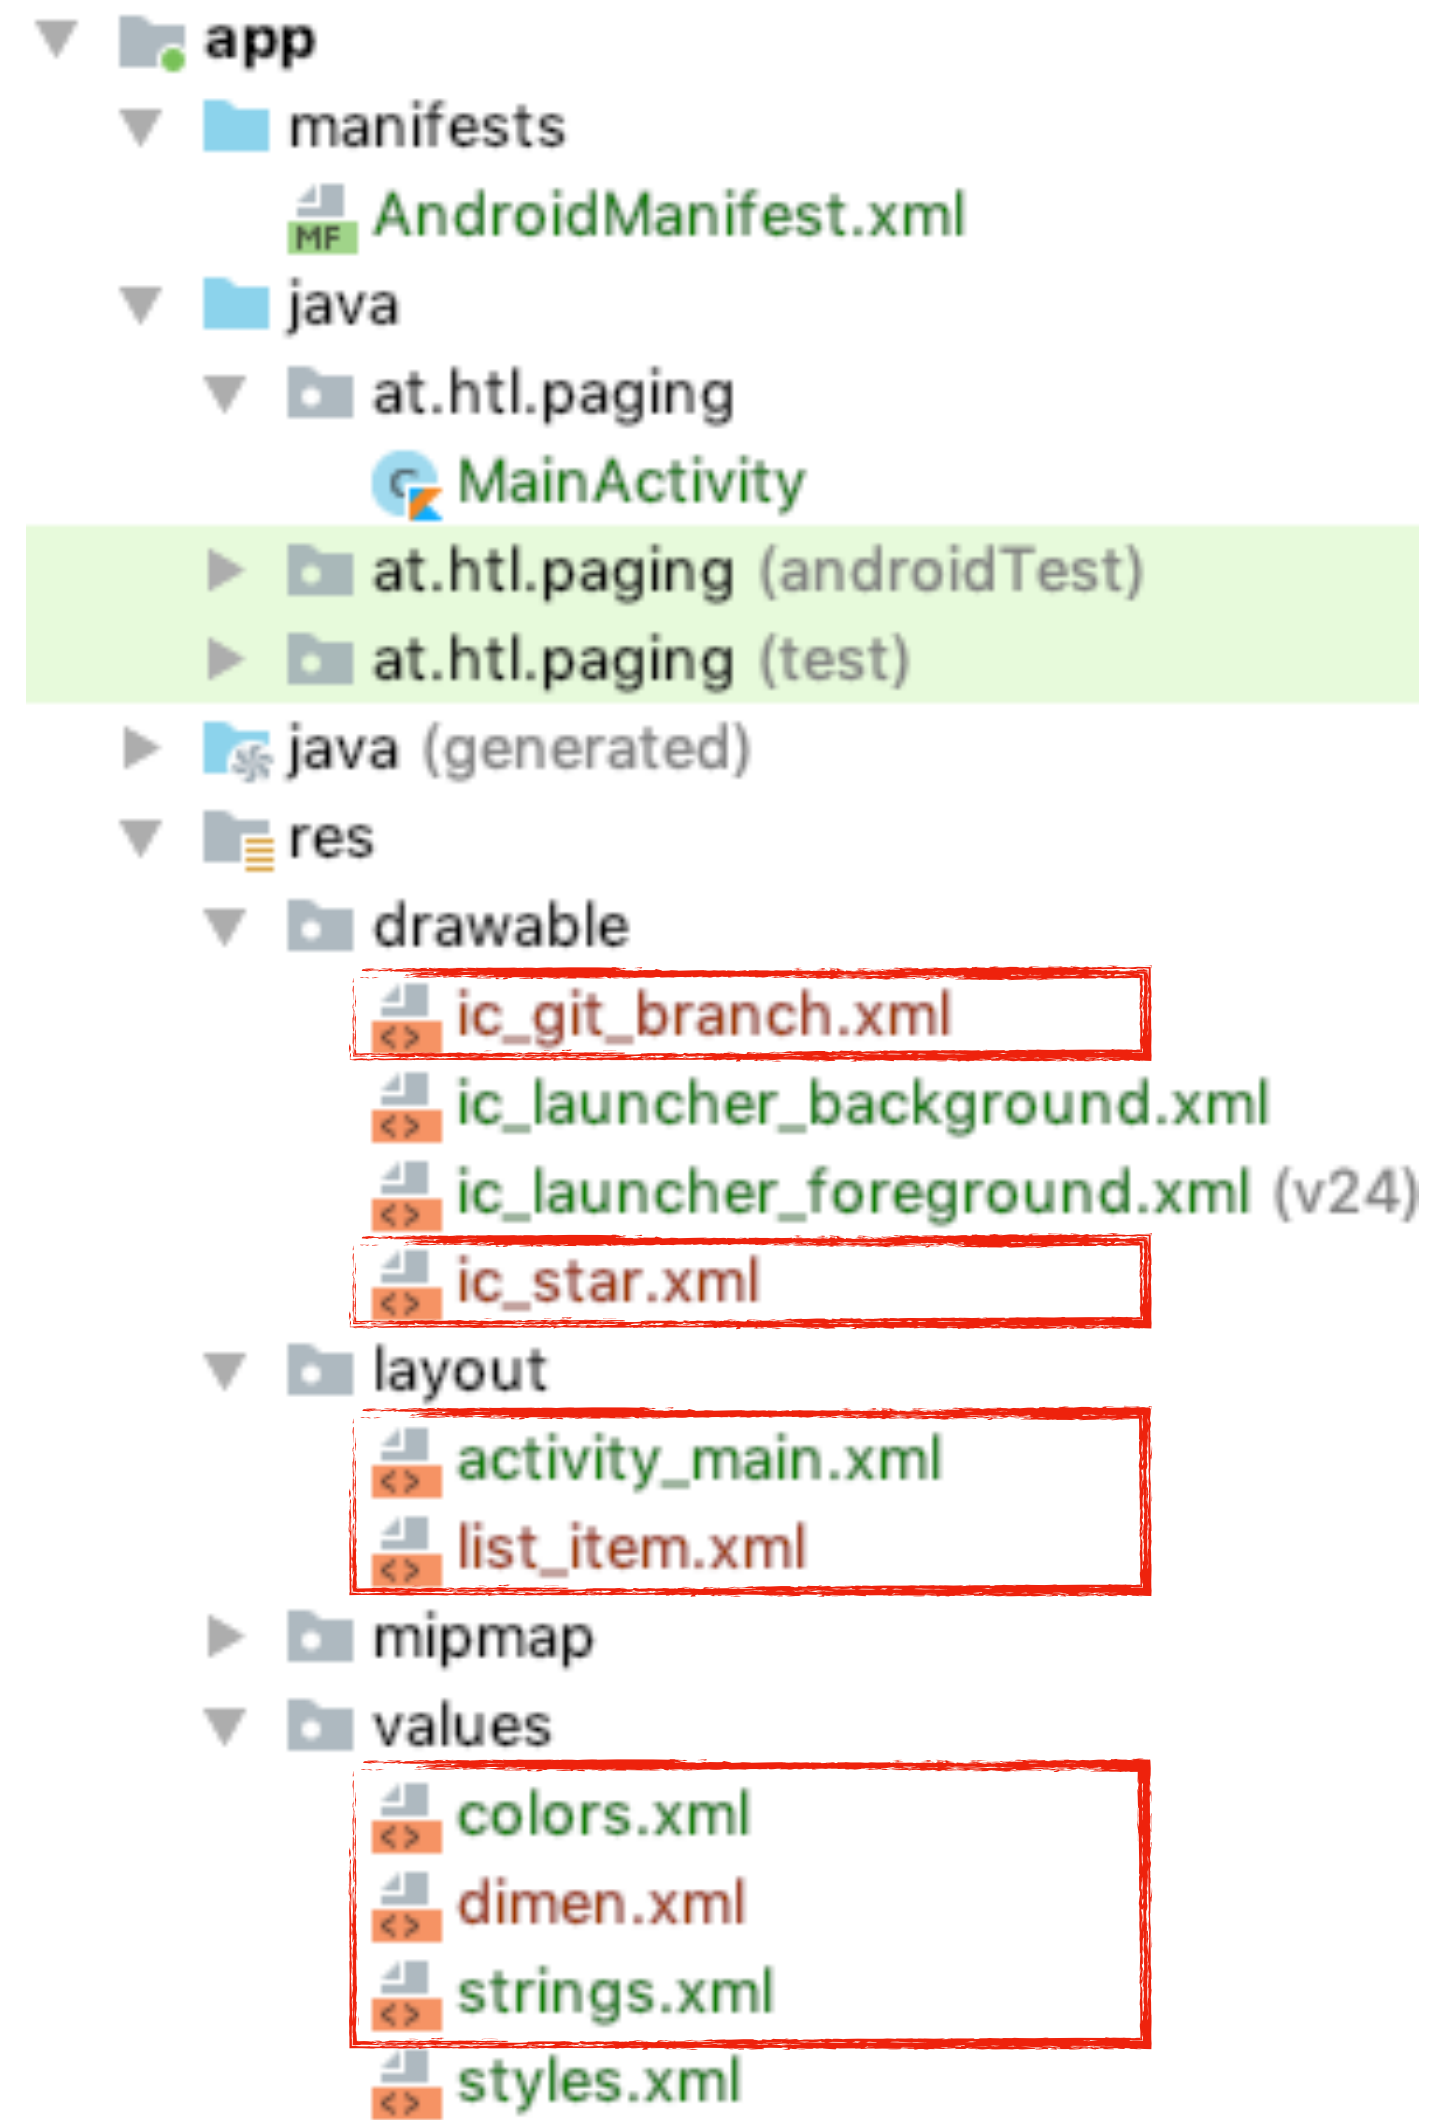 app
manifests
MF AndroidManifest.xml
java
at.htl.paging
C MainActivity
at.htl.paging (androidTest)
at.htl.paging (test)
java (generated)
res
drawable
<> ic_git_branch.xml
<> ic_launcher_background.xml
<> ic_launcher_foreground.xml (v24)
<> ic_star.xml
layout
<> activity_main.xml
<> list_item.xml
mipmap
values
<> colors.xml
<> dimen.xml
<> strings.xml
<> styles.xml